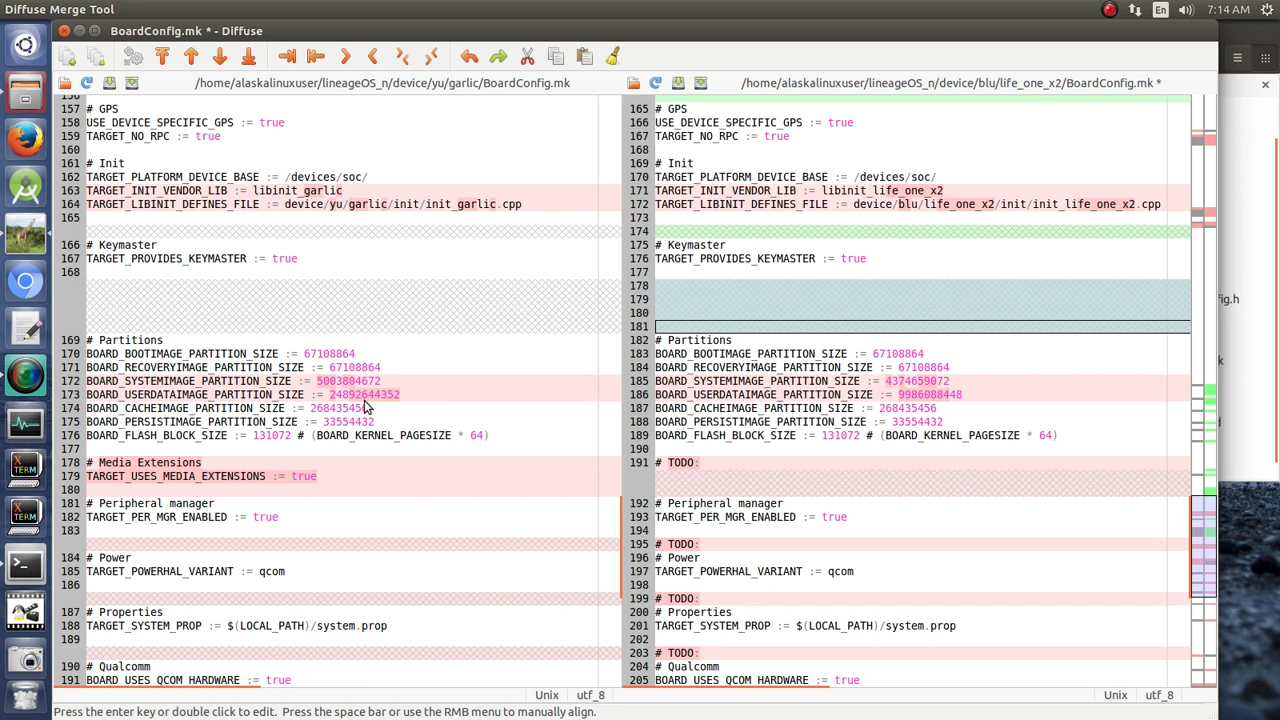 Diffuse Merge Tool
En
7:14 AM
BoardConfig.mk * - Diffuse
/home/alaskalinuxuser/lineageOS_n/device/yu/garlic/BoardConfig.mk
/home/alaskalinuxuser/lineageOS_n/device/blu/life_one_x2/BoardConfig.mk *
157 # GPS
158 USE_DEVICE_SPECIFIC_GPS := true
159 TARGET_NO_RPC := true
160
161 # Init
162 TARGET_PLATFORM_DEVICE_BASE := /devices/soc/
163 TARGET_INIT_VENDOR_LIB := libinit_garlic
164 TARGET_LIBINIT_DEFINES_FILE := device/yu/garlic/init/init_garlic.cpp
165
166 # Keymaster
167 TARGET_PROVIDES_KEYMASTER := true
168
169 # Partitions
170 BOARD_BOOTIMAGE_PARTITION_SIZE := 67108864
171 BOARD_RECOVERYIMAGE_PARTITION_SIZE := 67108864
172 BOARD_SYSTEMIMAGE_PARTITION_SIZE := 5003804672
173 BOARD_USERDATAIMAGE_PARTITION_SIZE := 24892644352
174 BOARD_CACHEIMAGE_PARTITION_SIZE := 268435456
175 BOARD_PERSISTIMAGE_PARTITION_SIZE := 33554432
176 BOARD_FLASH_BLOCK_SIZE := 131072 # (BOARD_KERNEL_PAGESIZE * 64)
177
178 # Media Extensions
179 TARGET_USES_MEDIA_EXTENSIONS := true
180
181 # Peripheral manager
182 TARGET_PER_MGR_ENABLED := true
183
184 # Power
185 TARGET_POWERHAL_VARIANT := qcom
186
187 # Properties
188 TARGET_SYSTEM_PROP := $(LOCAL_PATH)/system.prop
189
190 # Qualcomm
191 BOARD_USES_QCOM_HARDWARE := true
165 # GPS
166 USE_DEVICE_SPECIFIC_GPS := true
167 TARGET_NO_RPC := true
168
169 # Init
170 TARGET_PLATFORM_DEVICE_BASE := /devices/soc/
171 TARGET_INIT_VENDOR_LIB := libinit_life_one_x2
172 TARGET_LIBINIT_DEFINES_FILE := device/blu/life_one_x2/init/init_life_one_x2.cpp
173
174
175 # Keymaster
176 TARGET_PROVIDES_KEYMASTER := true
177
178
179
180
181
182 # Partitions
183 BOARD_BOOTIMAGE_PARTITION_SIZE := 67108864
184 BOARD_RECOVERYIMAGE_PARTITION_SIZE := 67108864
185 BOARD_SYSTEMIMAGE_PARTITION_SIZE := 4374659072
186 BOARD_USERDATAIMAGE_PARTITION_SIZE := 9986088448
187 BOARD_CACHEIMAGE_PARTITION_SIZE := 268435456
188 BOARD_PERSISTIMAGE_PARTITION_SIZE := 33554432
189 BOARD_FLASH_BLOCK_SIZE := 131072 # (BOARD_KERNEL_PAGESIZE * 64)
190
191 # TODO:
192 # Peripheral manager
193 TARGET_PER_MGR_ENABLED := true
194
195 # TODO:
196 # Power
197 TARGET_POWERHAL_VARIANT := qcom
198
199 # TODO:
200 # Properties
201 TARGET_SYSTEM_PROP := $(LOCAL_PATH)/system.prop
202
203 # TODO:
204 # Qualcomm
205 BOARD_USES_QCOM_HARDWARE := true
fig.h
Unix
utf_8
Unix
utf_8
Press the enter key or double click to edit. Press the space bar or use the RMB menu to manually align.
XTERM
XTERM